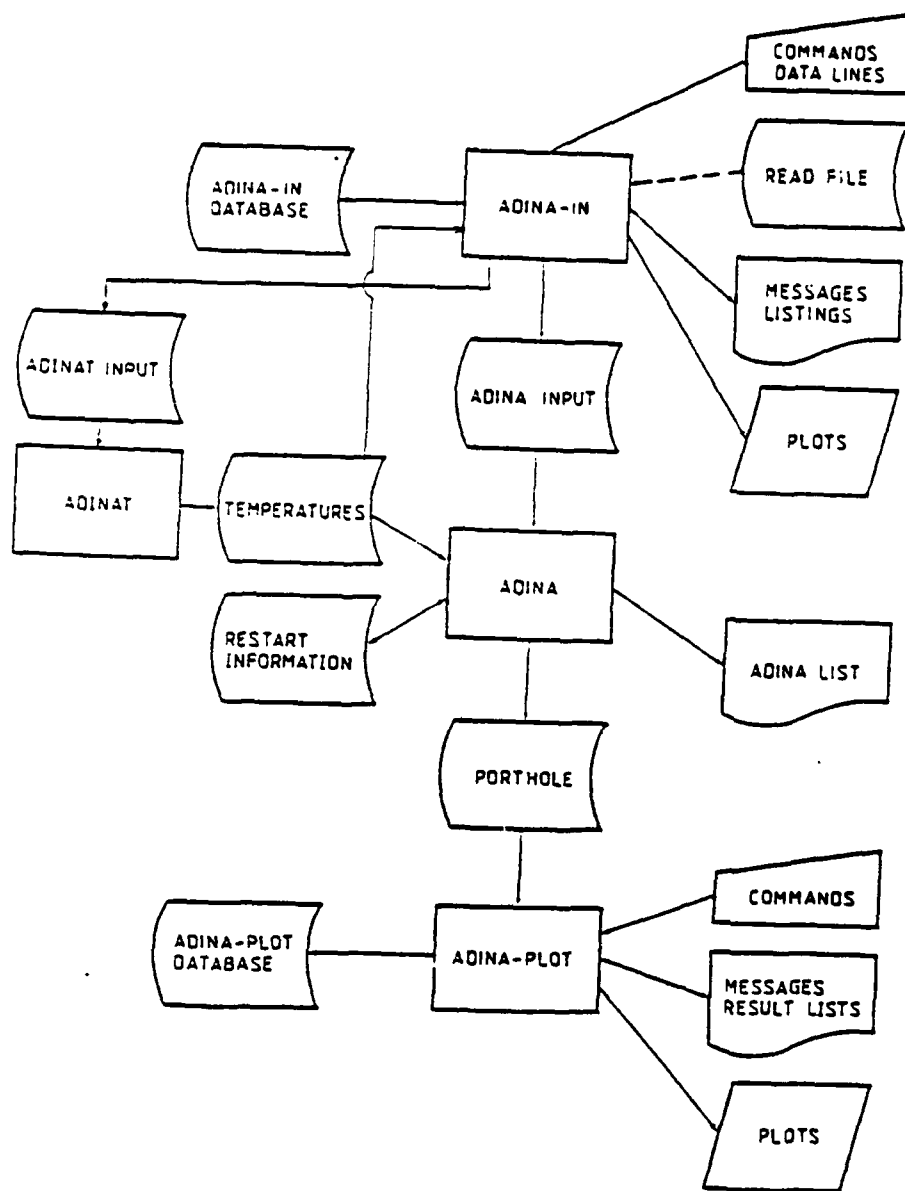 COMMANDS
DATA LINES
ADINA-IN
DATABASE
ADINA-IN
READ FILE
MESSAGES
LISTINGS
ADINAT INPUT
ADINA INPUT
PLOTS
ADINAT
TEMPERATURES
ADINA
RESTART
INFORMATION
ADINA LIST
PORTHOLE
COMMANDS
ADINA-PLOT
DATABASE
ADINA-PLOT
MESSAGES
RESULT LISTS
PLOTS